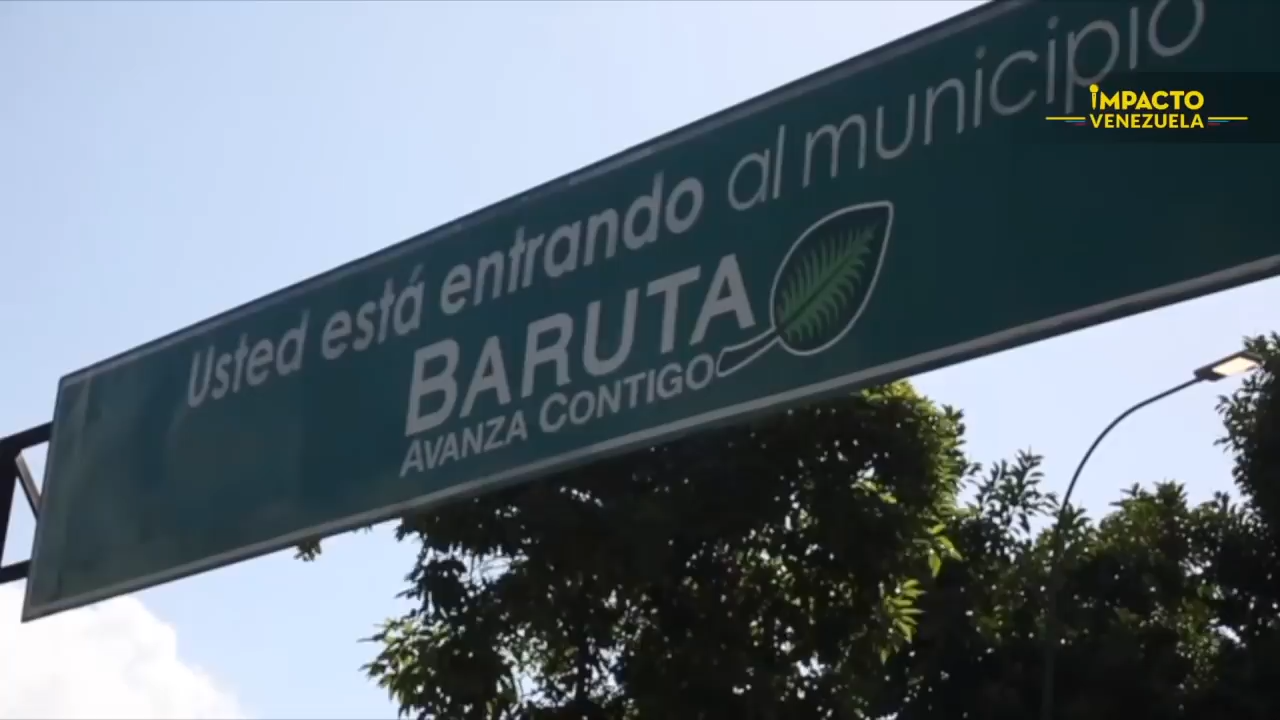 Usted está entrando al municipio
BARUTA
AVANZA CONTIGO
IMPACTO
VENEZUELA